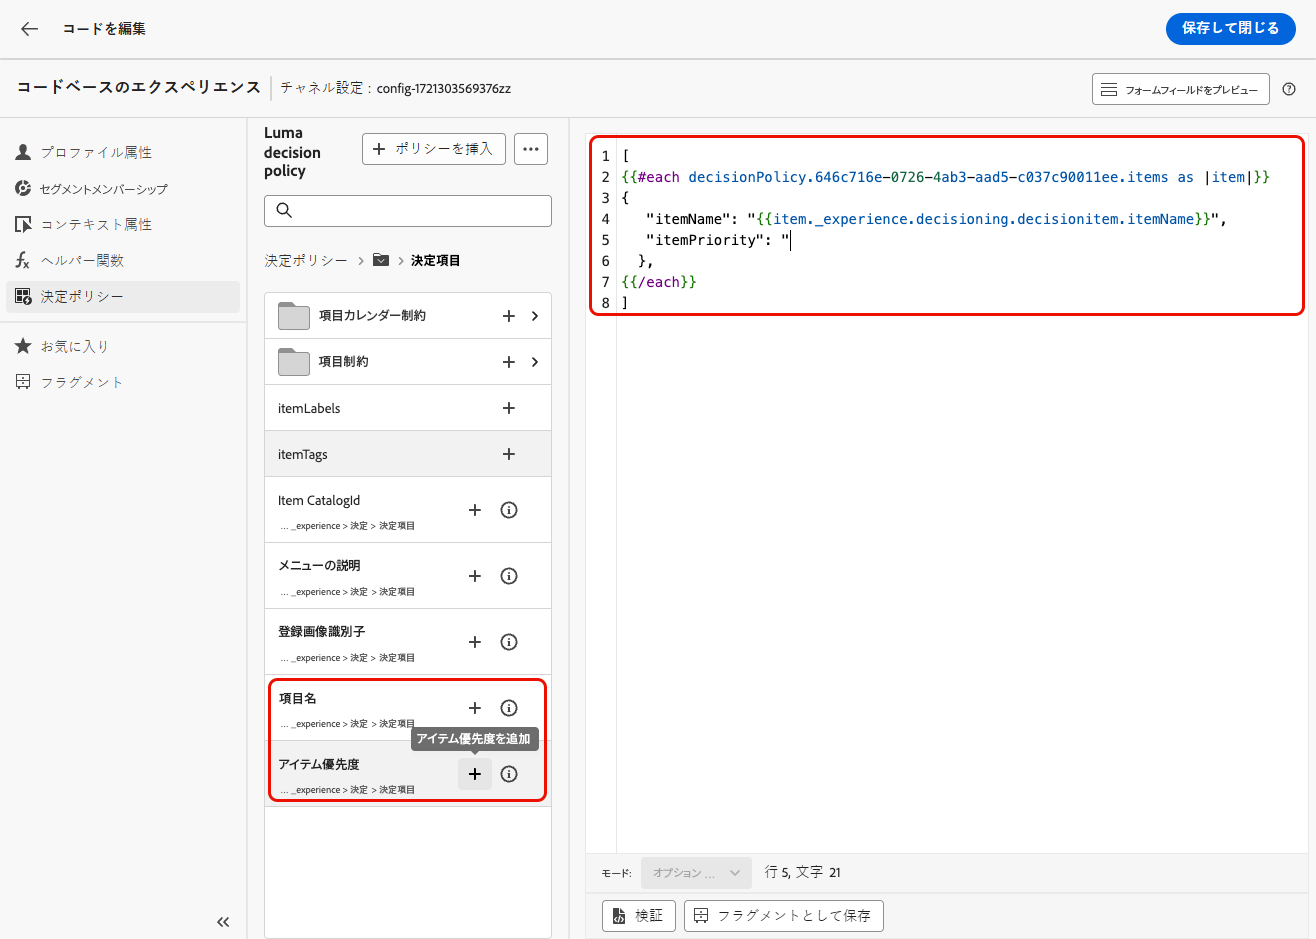 コードを編集
保存して閉じる
コードベースのエクスペリエンス
チャネル設定 : config-1721303569376zz
フォームフィールドをプレビュー
プロファイル属性
セグメントメンバーシップ
コンテキスト属性
ヘルパー関数
決定ポリシー
お気に入り
フラグメント
Luma
decision
policy
ポリシーを挿入
決定ポリシー > > 決定項目
項目カレンダー制約
項目制約
itemLabels
itemTags
Item CatalogId
... _experience > 決定 > 決定項目
メニューの説明
... _experience > 決定 > 決定項目
登録画像識別子
... _experience > 決定 > 決定項目
項目名
... _experience > 決定 > 決定項目
アイテム優先度を追加
アイテム優先度
... _experience > 決定 > 決定項目
1 [
2 {{#each decisionPolicy.646c716e-0726-4ab3-aad5-c037c90011ee.items as |item|}}
3 {
4 "itemName": "{{item._experience.decisioning.decisionitem.itemName}}",
5 "itemPriority": "
6 },
7 {{/each}}
8 ]
モード: オプション ... 行 5, 文字 21
検証
フラグメントとして保存